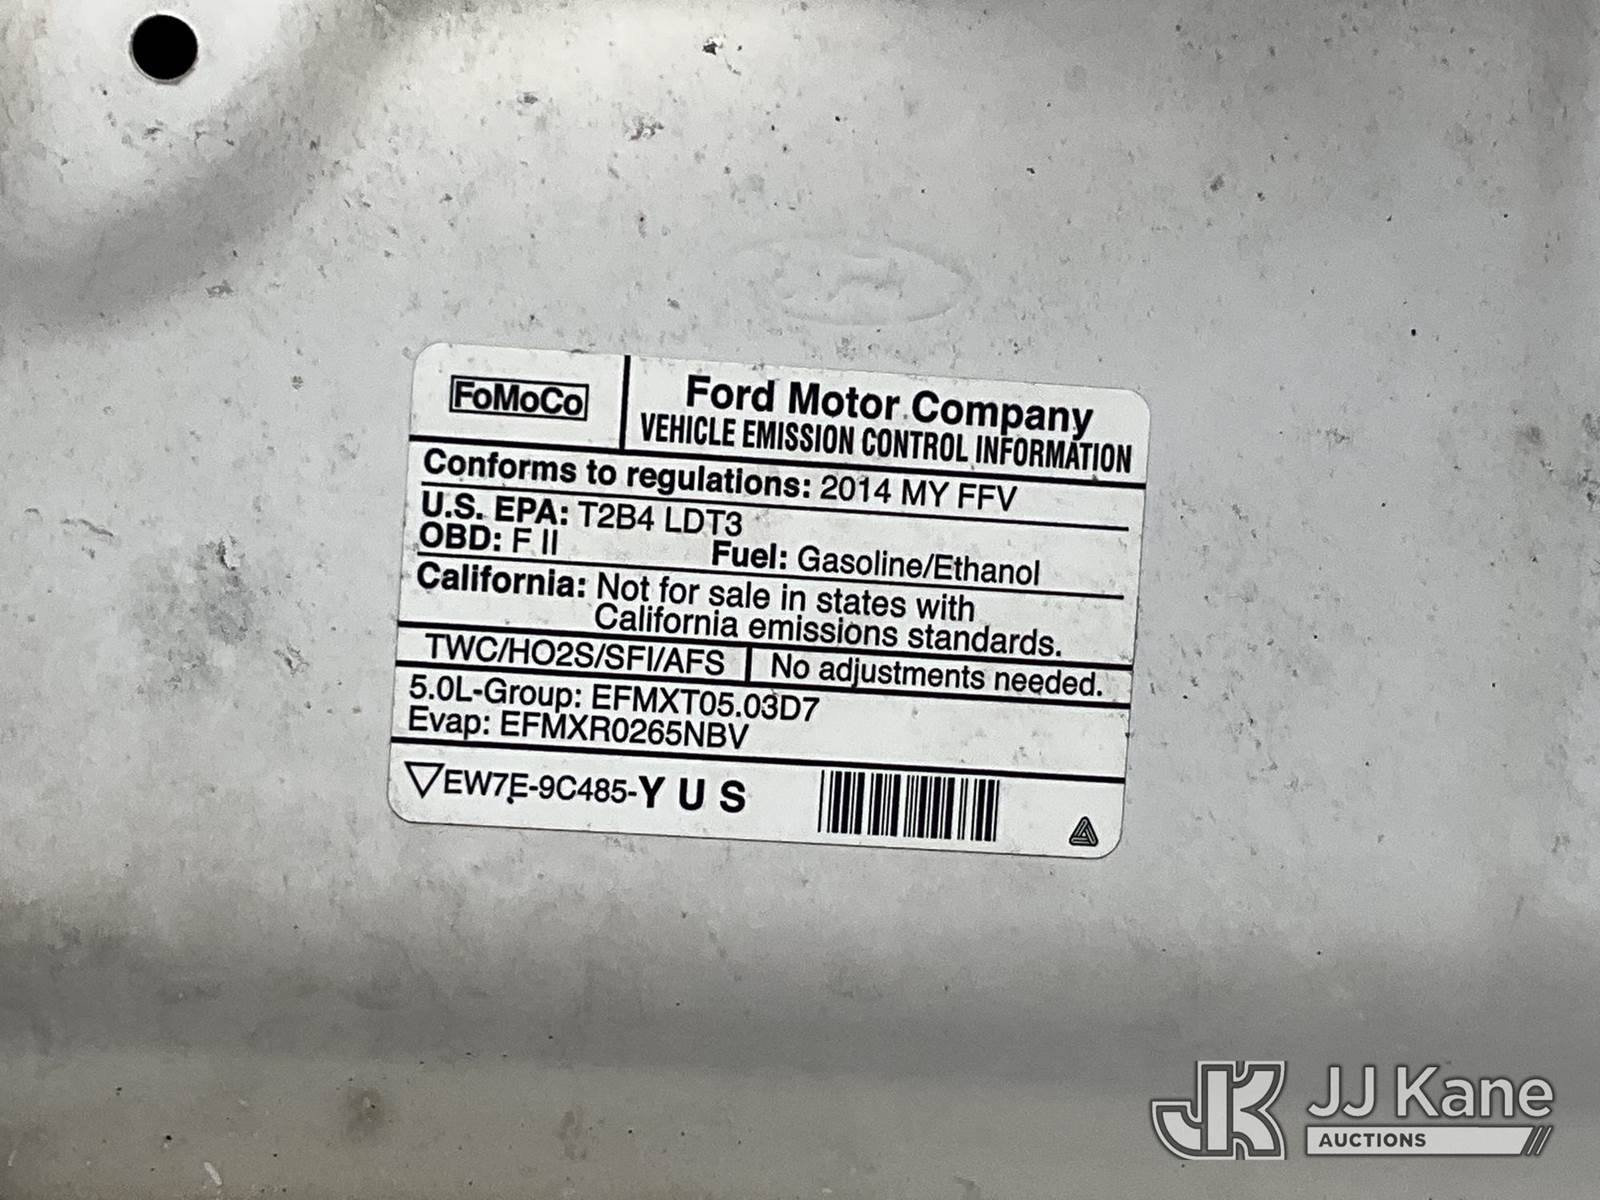 FoMoCo
Ford Motor Company
VEHICLE EMISSION CONTROL INFORMATION
Conforms to regulations: 2014 MY FFV
U.S. EPA: T2B4 LDT3
OBD: F II Fuel: Gasoline/Ethanol
California: Not for sale in states with
California emissions standards.
TWC/HO2S/SFI/AFS No adjustments needed.
5.0L-Group: EFMXT05.03D7
Evap: EFMXR0265NBV
EW7E-9C485-Y U S
JK JJ Kane
AUCTIONS